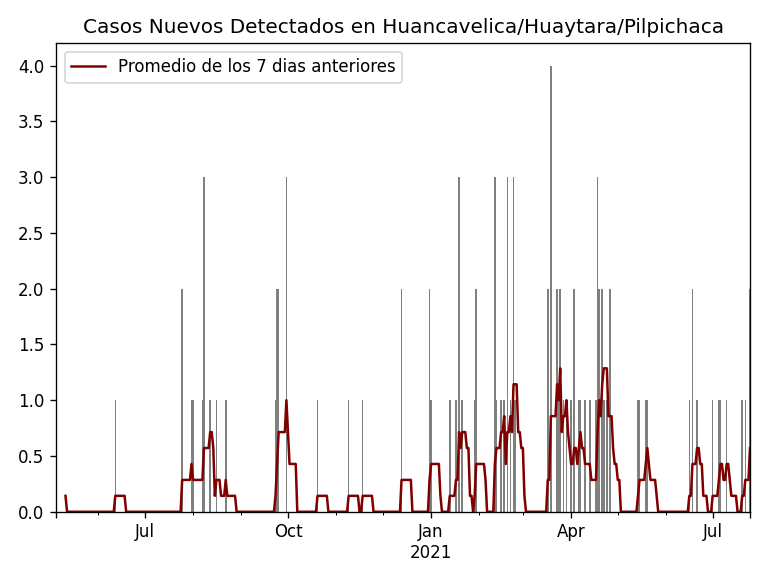 Casos Nuevos Detectados en Huancavelica/Huaytara/Pilpichaca
Promedio de los 7 dias anteriores
4.0
3.5
3.0
2.5
2.0
1.5
1.0
0.5
0.0
Jul
Oct
Jan
Apr
Jul
2021